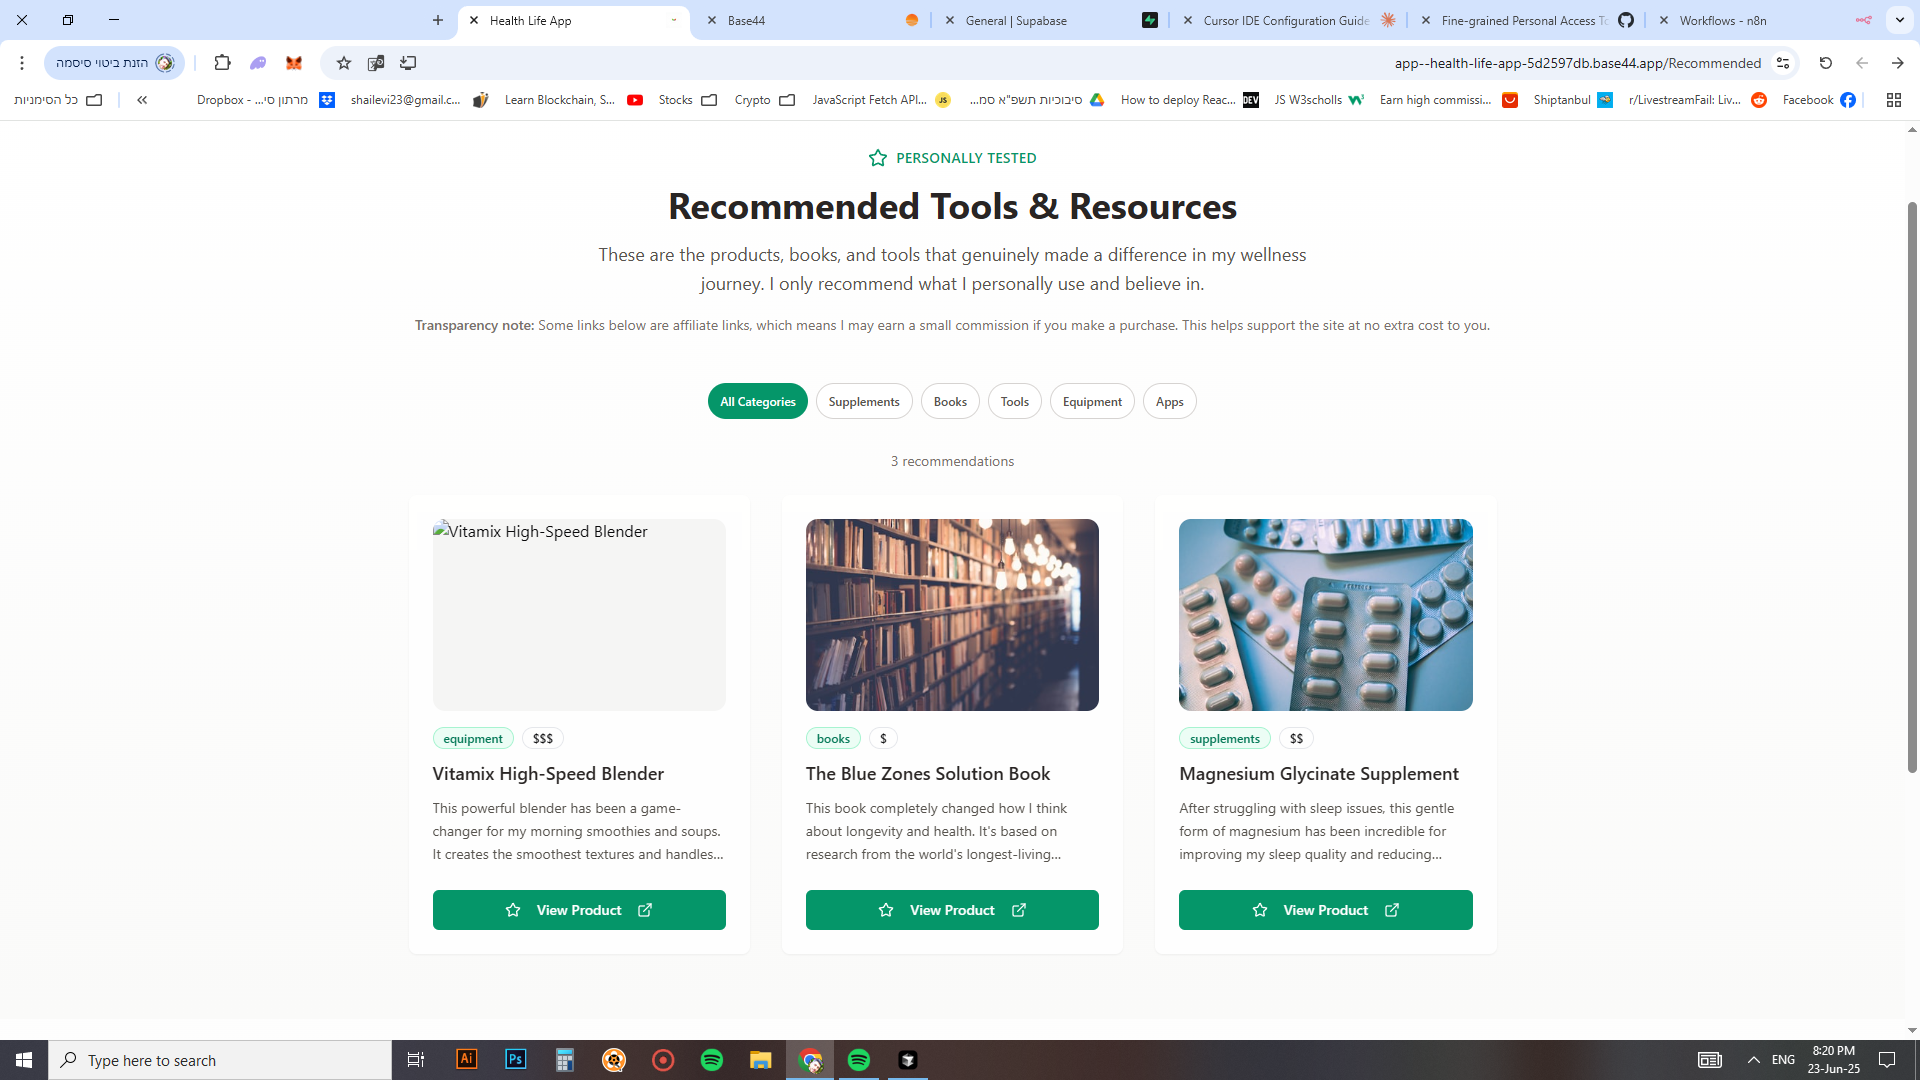 Health Life App
Base44
General | Supabase
Cursor IDE Configuration Guide
Fine-grained Personal Access To
Workflows - n8n
הזנת ביטוי סיסמה
app--health-life-app-5d2597db.base44.app/Recommended
כל הסימניות
Dropbox - ...מרתון סי
shailevi23@gmail.c...
Learn Blockchain, S...
Stocks
Crypto
JavaScript Fetch API...
סיבוכיות תשפ"א סמ...
How to deploy Reac...
JS W3scholls
Earn high commissi...
Shiptanbul
r/LivestreamFail: Liv...
Facebook
PERSONALLY TESTED
Recommended Tools & Resources
These are the products, books, and tools that genuinely made a difference in my wellness
journey. I only recommend what I personally use and believe in.
Transparency note: Some links below are affiliate links, which means I may earn a small commission if you make a purchase. This helps support the site at no extra cost to you.
All Categories
Supplements
Books
Tools
Equipment
Apps
3 recommendations
Vitamix High-Speed Blender
equipment
$$$
Vitamix High-Speed Blender
This powerful blender has been a game-
changer for my morning smoothies and soups.
It creates the smoothest textures and handles...
View Product
books
$
The Blue Zones Solution Book
This book completely changed how I think
about longevity and health. It's based on
research from the world's longest-living...
View Product
supplements
$$
Magnesium Glycinate Supplement
After struggling with sleep issues, this gentle
form of magnesium has been incredible for
improving my sleep quality and reducing...
View Product
Type here to search
Ai
Ps
ENG
8:20 PM
23-Jun-25